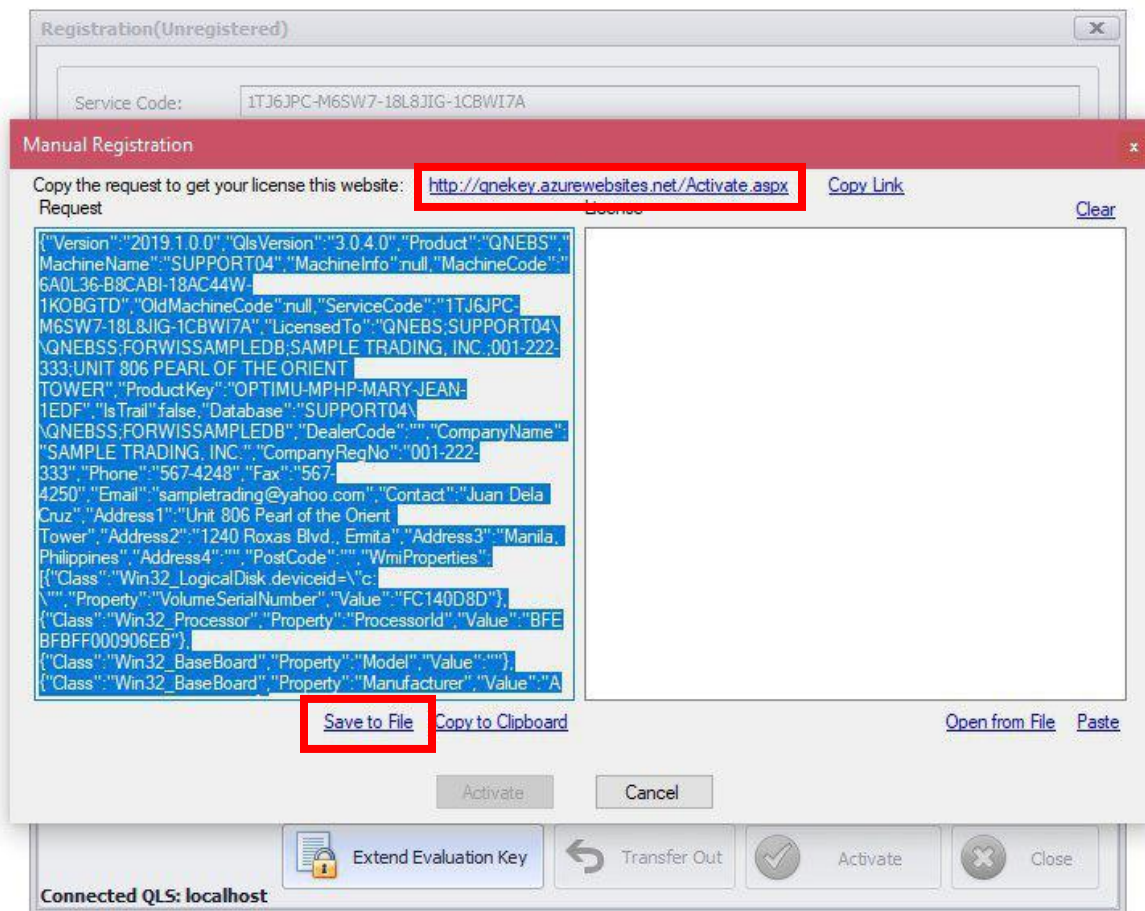 Registration(Unregistered)
Service Code:
1TJ6JPC-M6SW7-18L8JIG-1CBWI7A
Manual Registration
x
Copy the request to get your license this website: http://qnekey.azurewebsites.net/Activate.aspx Copy Link
Request
License
Clear
{"Version":"2019.1.0.0","QlsVersion":"3.0.4.0","Product":"QNEBS","
MachineName":"SUPPORT04","MachineInfo":null,"MachineCode":"
6A0L36-B8CABI-18AC44W-
1KOBGTD","OldMachineCode":null,"ServiceCode":"1TJ6JPC-
M6SW7-18L8JIG-1CBWI7A","LicensedTo":"QNEBS;SUPPORT04\
\QNEBSS;FORWISSAMPLEDB;SAMPLE TRADING, INC.;001-222-
333;UNIT 806 PEARL OF THE ORIENT
TOWER","ProductKey":"OPTIMU-MPHP-MARY-JEAN-
1EDF","IsTrail":false,"Database":"SUPPORT04\
\QNEBSS;FORWISSAMPLEDB","DealerCode":"","CompanyName":
"SAMPLE TRADING, INC.","CompanyRegNo":"001-222-
333","Phone":"567-4248","Fax":"567-
4250","Email":"sampletrading@yahoo.com","Contact":"Juan Dela
Cruz","Address1":"Unit 806 Pearl of the Orient
Tower","Address2":"1240 Roxas Blvd., Ermita","Address3":"Manila,
Philippines","Address4":"","PostCode":"","WmiProperties":
[{"Class":"Win32_LogicalDisk.deviceid=\"c:
\"","Property":"VolumeSerialNumber","Value":"FC140D8D"},
{"Class":"Win32_Processor","Property":"ProcessorId","Value":"BFE
BFBFF000906EB"},
{"Class":"Win32_BaseBoard","Property":"Model","Value":""},
{"Class":"Win32_BaseBoard","Property":"Manufacturer","Value":"A
Save to File Copy to Clipboard
Open from File Paste
Activate
Cancel
Extend Evaluation Key
Transfer Out
Activate
Close
Connected QLS: localhost